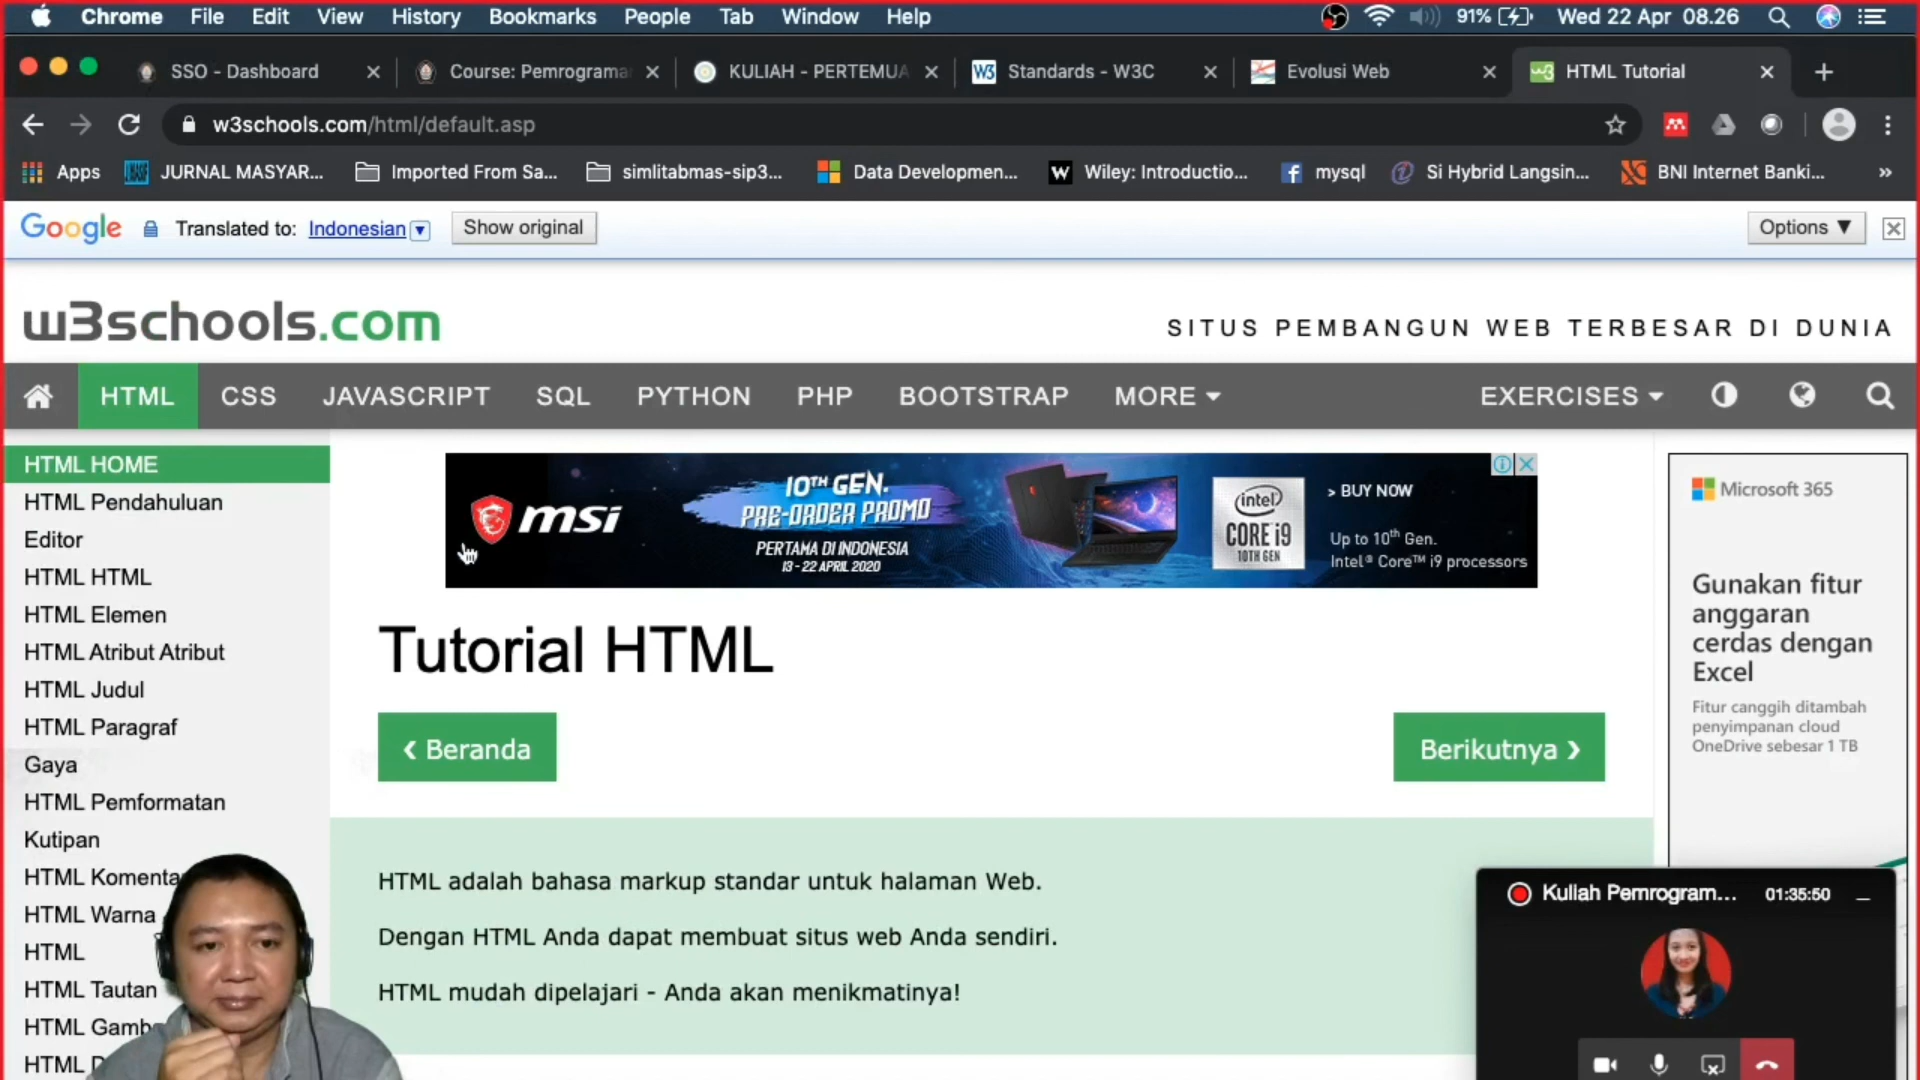 Chrome File Edit View History Bookmarks People Tab Window Help 91% Wed 22 Apr 08.26
SSO - Dashboard Course: Pemrograma KULIAH - PERTEMUA Standards - W3C Evolusi Web HTML Tutorial
w3schools.com/html/default.asp
Apps JURNAL MASYAR... Imported From Sa... simlitabmas-sip3... Data Developmen... Wiley: Introductio... mysql Si Hybrid Langsin... BNI Internet Banki... »
Google Translated to: Indonesian Show original Options ▼
w3schools.com
SITUS PEMBANGUN WEB TERBESAR DI DUNIA
HTML CSS JAVASCRIPT SQL PYTHON PHP BOOTSTRAP MORE EXERCISES
HTML HOME
HTML Pendahuluan
Editor
HTML HTML
HTML Elemen
HTML Atribut Atribut
HTML Judul
HTML Paragraf
Gaya
HTML Pemformatan
Kutipan
HTML Komenta
HTML Warna
HTML
HTML Tautan
HTML Gamb
HTML
msi
10TH GEN.
PRE-ORDER PROMO
PERTAMA DI INDONESIA
13 - 22 APRIL 2020
intel
CORE i9
10TH GEN
> BUY NOW
Up to 10th Gen.
Intel® Core™ i9 processors
Tutorial HTML
❮ Beranda
Berikutnya ❯
HTML adalah bahasa markup standar untuk halaman Web.
Dengan HTML Anda dapat membuat situs web Anda sendiri.
HTML mudah dipelajari - Anda akan menikmatinya!
Microsoft 365
Gunakan fitur
anggaran
cerdas dengan
Excel
Fitur canggih ditambah
penyimpanan cloud
OneDrive sebesar 1 TB
Kullah Pemrogram... 01:35:50